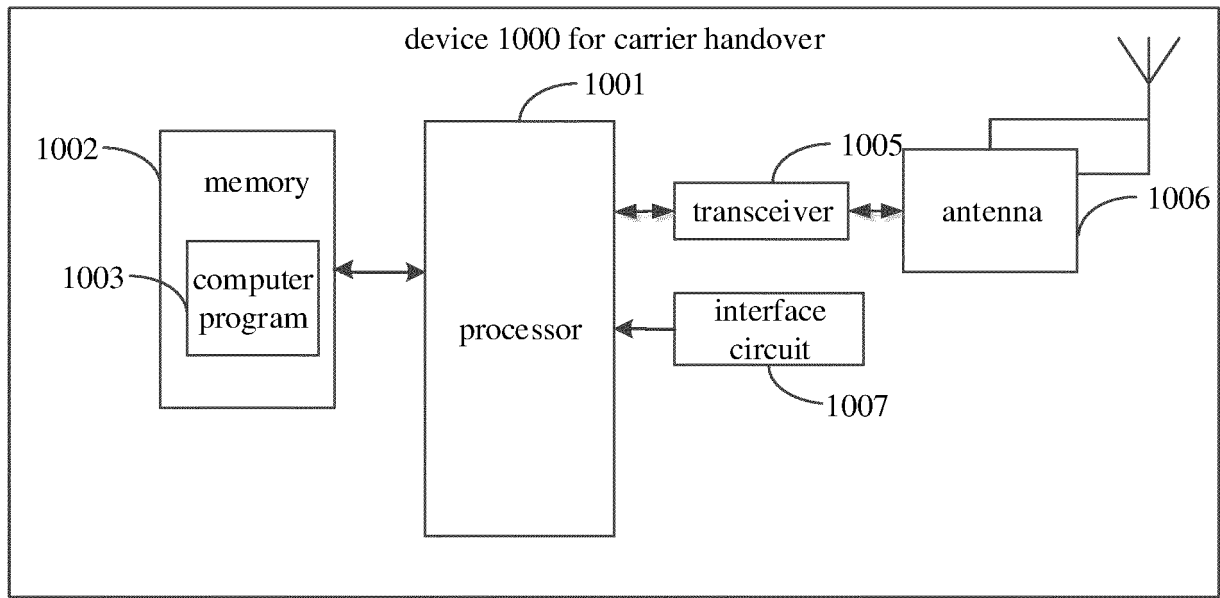 device 1000 for carrier handover
1001
1002
memory
1003
computer
program
processor
1005
transceiver
antenna
1006
interface
circuit
1007